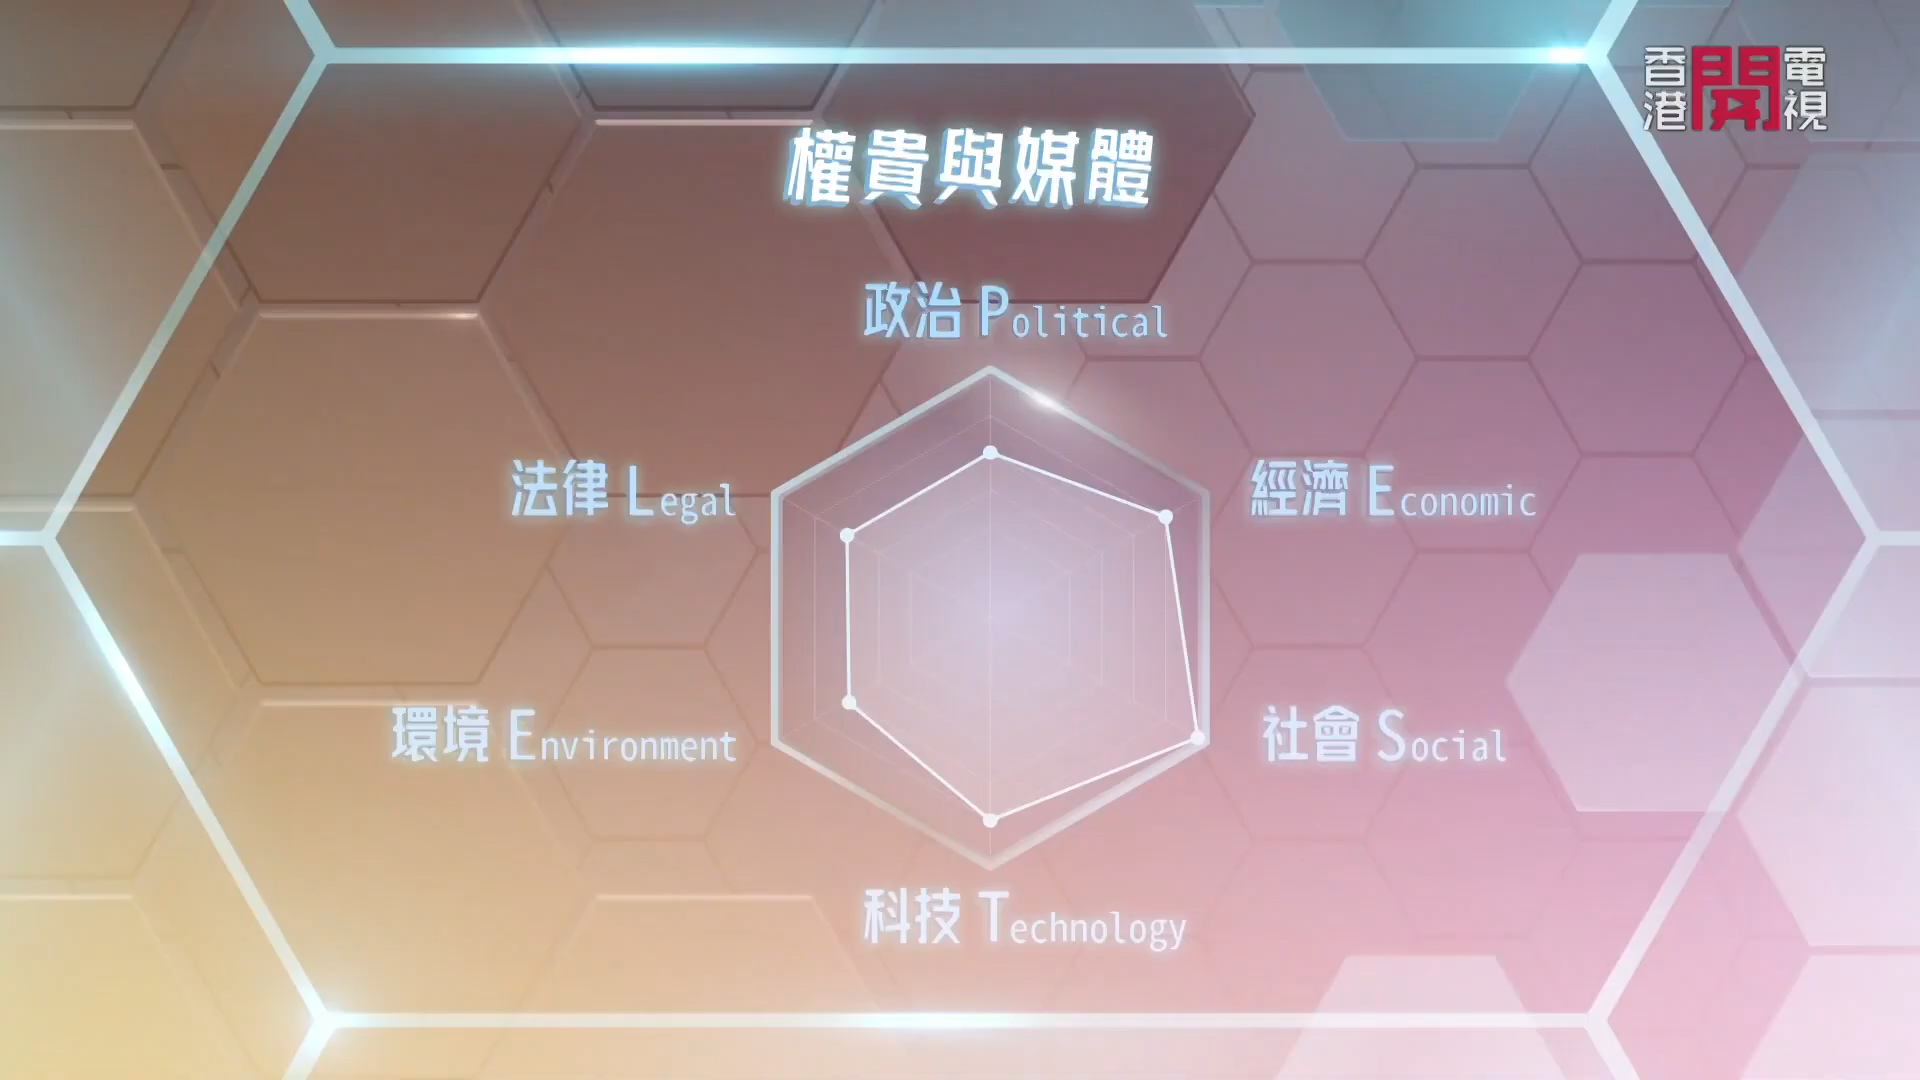 香港開電視
權貴與媒體
政治 Political
法律 Legal
經濟 Economic
環境 Environment
社會 Social
科技 Technology